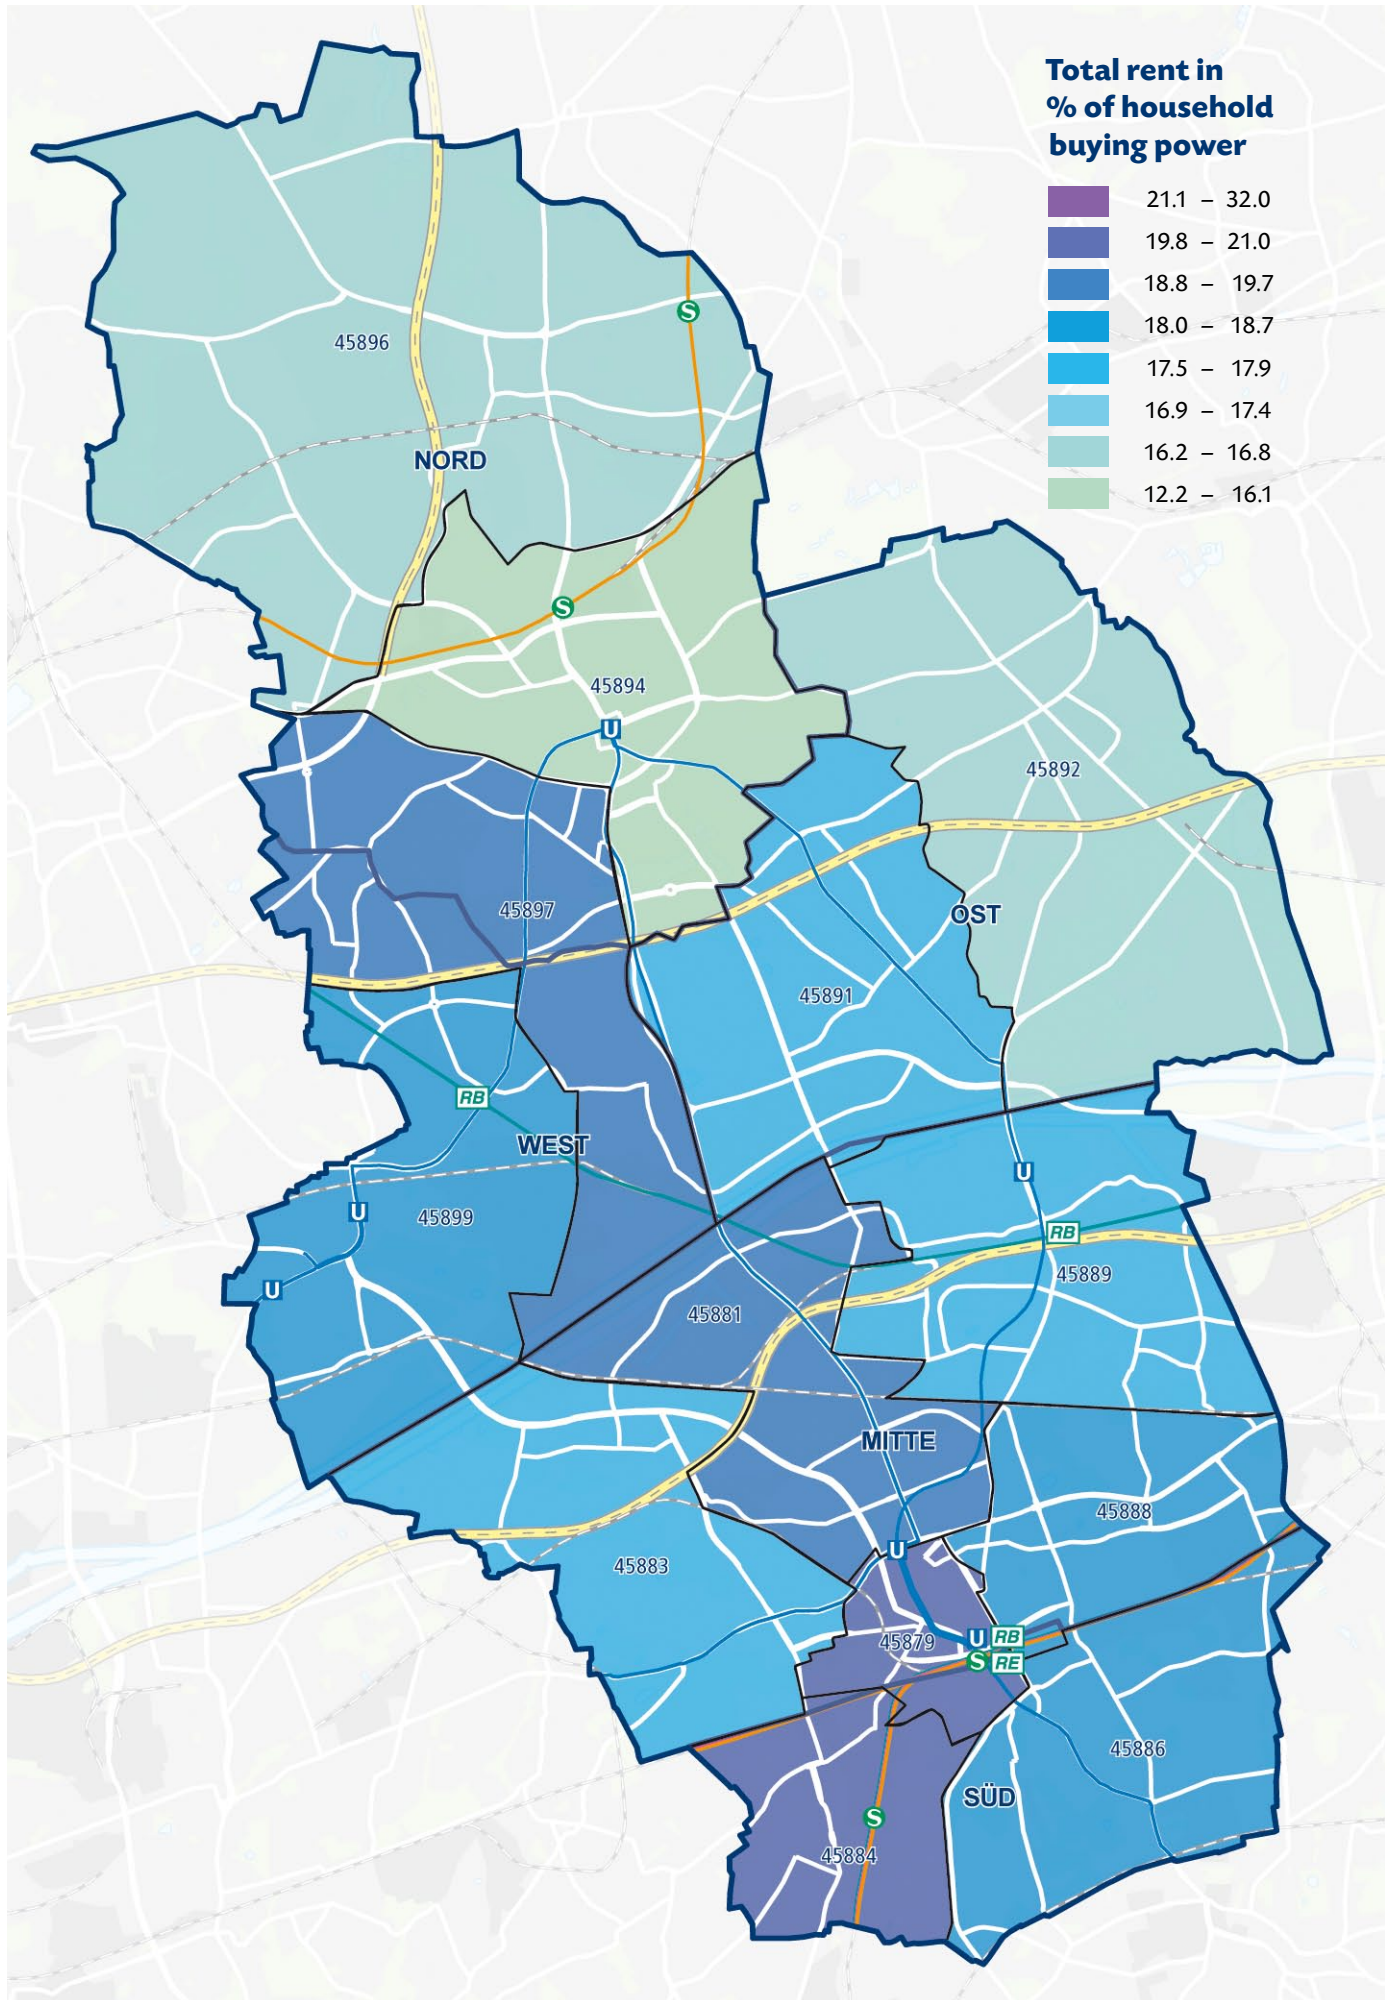 Total rent in
% of household
buying power
21.1 – 32.0
19.8 – 21.0
18.8 – 19.7
18.0 – 18.7
17.5 – 17.9
16.9 – 17.4
16.2 – 16.8
12.2 – 16.1
S
45896
NORD
S
45894
U
45892
45897
OST
45891
RB
WEST
U
U
45899
RB
45889
U
45881
MITTE
45888
U
45883
45879
U RB
S RE
45886
SÜD
S
45884